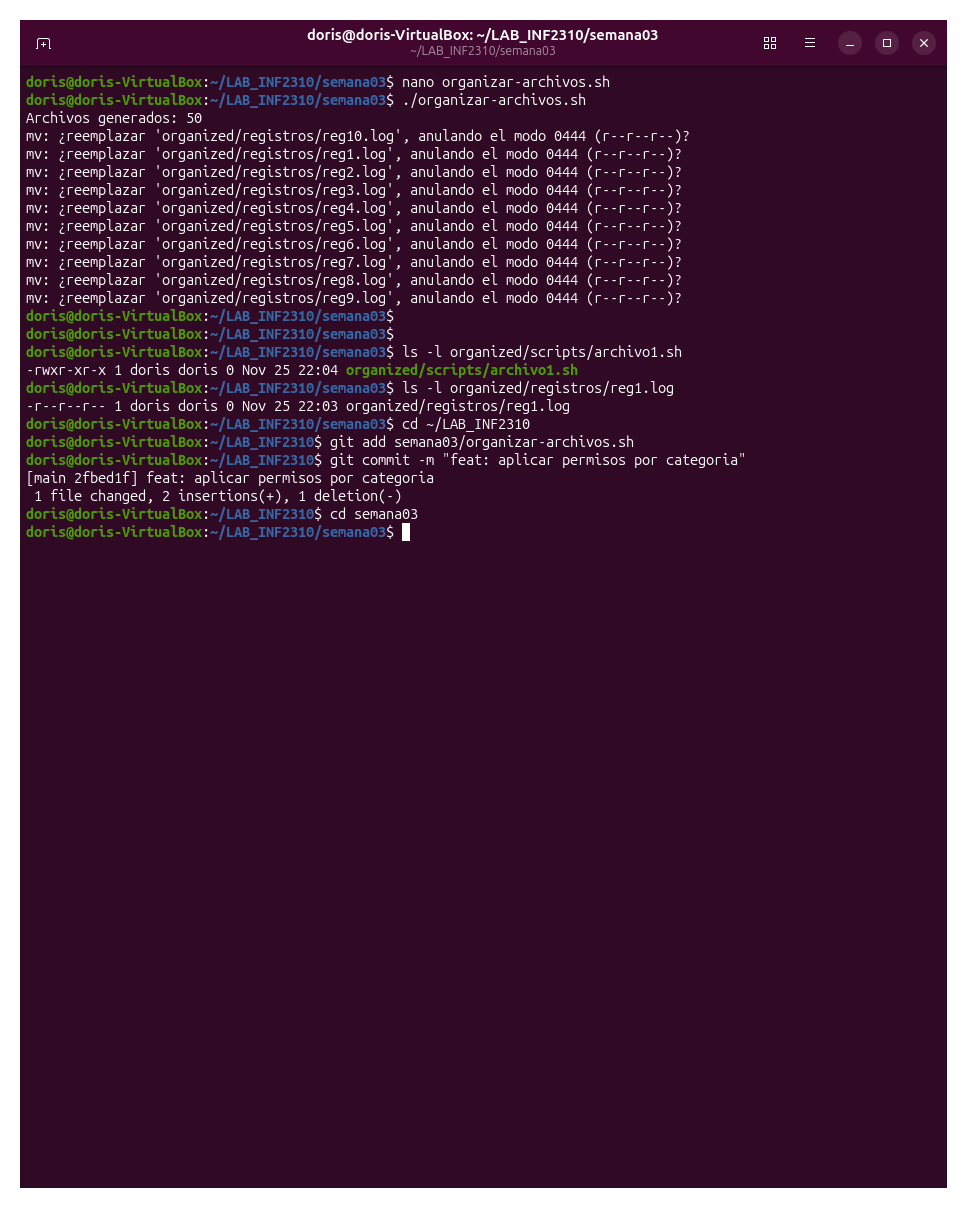 doris@doris-VirtualBox: ~/LAB_INF2310/semana03
~/LAB_INF2310/semana03
doris@doris-VirtualBox:~/LAB_INF2310/semana03$ nano organizar-archivos.sh
doris@doris-VirtualBox:~/LAB_INF2310/semana03$ ./organizar-archivos.sh
Archivos generados: 50
mv: ¿reemplazar 'organized/registros/reg10.log', anulando el modo 0444 (r--r--r--)?
mv: ¿reemplazar 'organized/registros/reg1.log', anulando el modo 0444 (r--r--r--)?
mv: ¿reemplazar 'organized/registros/reg2.log', anulando el modo 0444 (r--r--r--)?
mv: ¿reemplazar 'organized/registros/reg3.log', anulando el modo 0444 (r--r--r--)?
mv: ¿reemplazar 'organized/registros/reg4.log', anulando el modo 0444 (r--r--r--)?
mv: ¿reemplazar 'organized/registros/reg5.log', anulando el modo 0444 (r--r--r--)?
mv: ¿reemplazar 'organized/registros/reg6.log', anulando el modo 0444 (r--r--r--)?
mv: ¿reemplazar 'organized/registros/reg7.log', anulando el modo 0444 (r--r--r--)?
mv: ¿reemplazar 'organized/registros/reg8.log', anulando el modo 0444 (r--r--r--)?
mv: ¿reemplazar 'organized/registros/reg9.log', anulando el modo 0444 (r--r--r--)?
doris@doris-VirtualBox:~/LAB_INF2310/semana03$
doris@doris-VirtualBox:~/LAB_INF2310/semana03$
doris@doris-VirtualBox:~/LAB_INF2310/semana03$ ls -l organized/scripts/archivo1.sh
-rwxr-xr-x 1 doris doris 0 Nov 25 22:04 organized/scripts/archivo1.sh
doris@doris-VirtualBox:~/LAB_INF2310/semana03$ ls -l organized/registros/reg1.log
-r--r--r-- 1 doris doris 0 Nov 25 22:03 organized/registros/reg1.log
doris@doris-VirtualBox:~/LAB_INF2310/semana03$ cd ~/LAB_INF2310
doris@doris-VirtualBox:~/LAB_INF2310$ git add semana03/organizar-archivos.sh
doris@doris-VirtualBox:~/LAB_INF2310$ git commit -m "feat: aplicar permisos por categoria"
[main 2fbed1f] feat: aplicar permisos por categoria
 1 file changed, 2 insertions(+), 1 deletion(-)
doris@doris-VirtualBox:~/LAB_INF2310$ cd semana03
doris@doris-VirtualBox:~/LAB_INF2310/semana03$